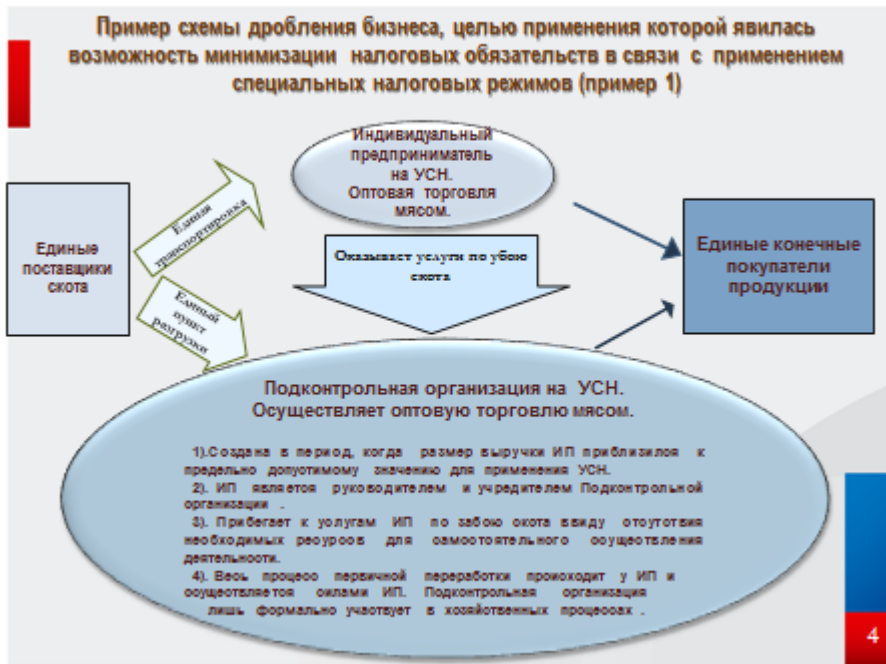 Пример схемы дробления бизнеса, целью применения которой явилась
возможность минимизации налоговых обязательств в связи с применением
специальных налоговых режимов (пример 1)
Индивидуальный
предприниматель
на УСН.
Оптовая торговля
мясом.
Единые
поставщики
скота
Единая
транспортировка
Единый
пункт
разгрузки
Оказывает услуги по убою
скота
Единые конечные
покупатели
продукции
Подконтрольная организация на УСН.
Осуществляет оптовую торговлю мясом.
1).Создана в период, когда размер выручки ИП приблизился к
предельно допустимому значению для применения УСН.
2). ИП является руководителем и учредителем Подконтрольной
организации .
3). Прибегает к услугам ИП по забою скота ввиду отсутствия
необходимых ресурсов для самостоятельного осуществления
деятельности.
4). Весь процесс первичной переработки происходит у ИП и
осуществляется силами ИП. Подконтрольная организация
лишь формально участвует в хозяйственных процессах .
4